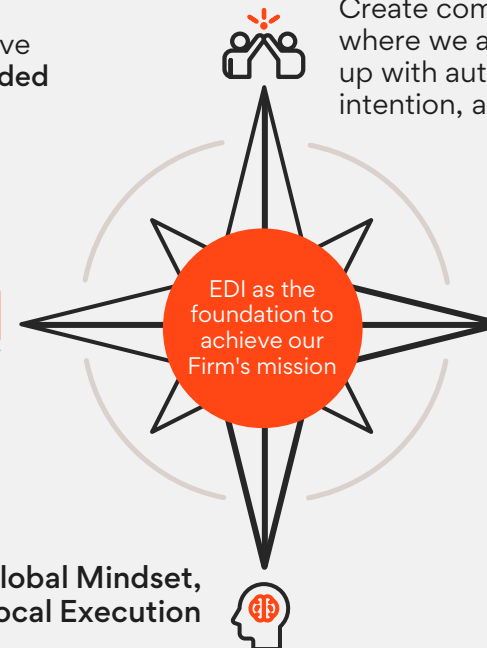 ve
ded
Create com
where we a
up with aut
intention, a
EDI as the
foundation to
achieve our
Firm's mission
lobal Mindset,
ocal Execution